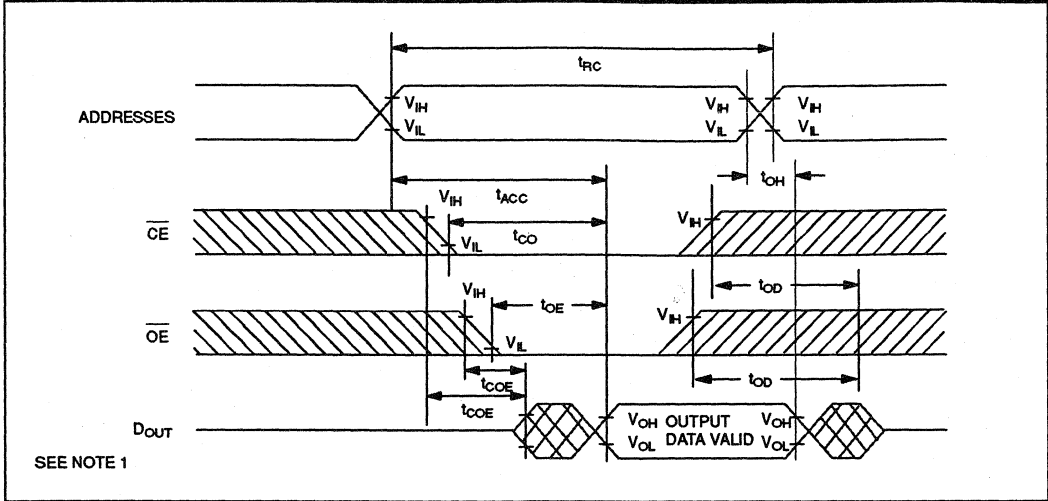 tRC
ADDRESSES
VIH
VIL
VIH
VIL
VIH
VIL
tOH
tACC
VIH
CE
tCO
VIL
VIH
tOD
VIH
tOE
OE
VIL
VIH
tOD
tCOE
tCOE
DOUT
VOH OUTPUT VOH
VOL DATA VALID VOL
SEE NOTE 1